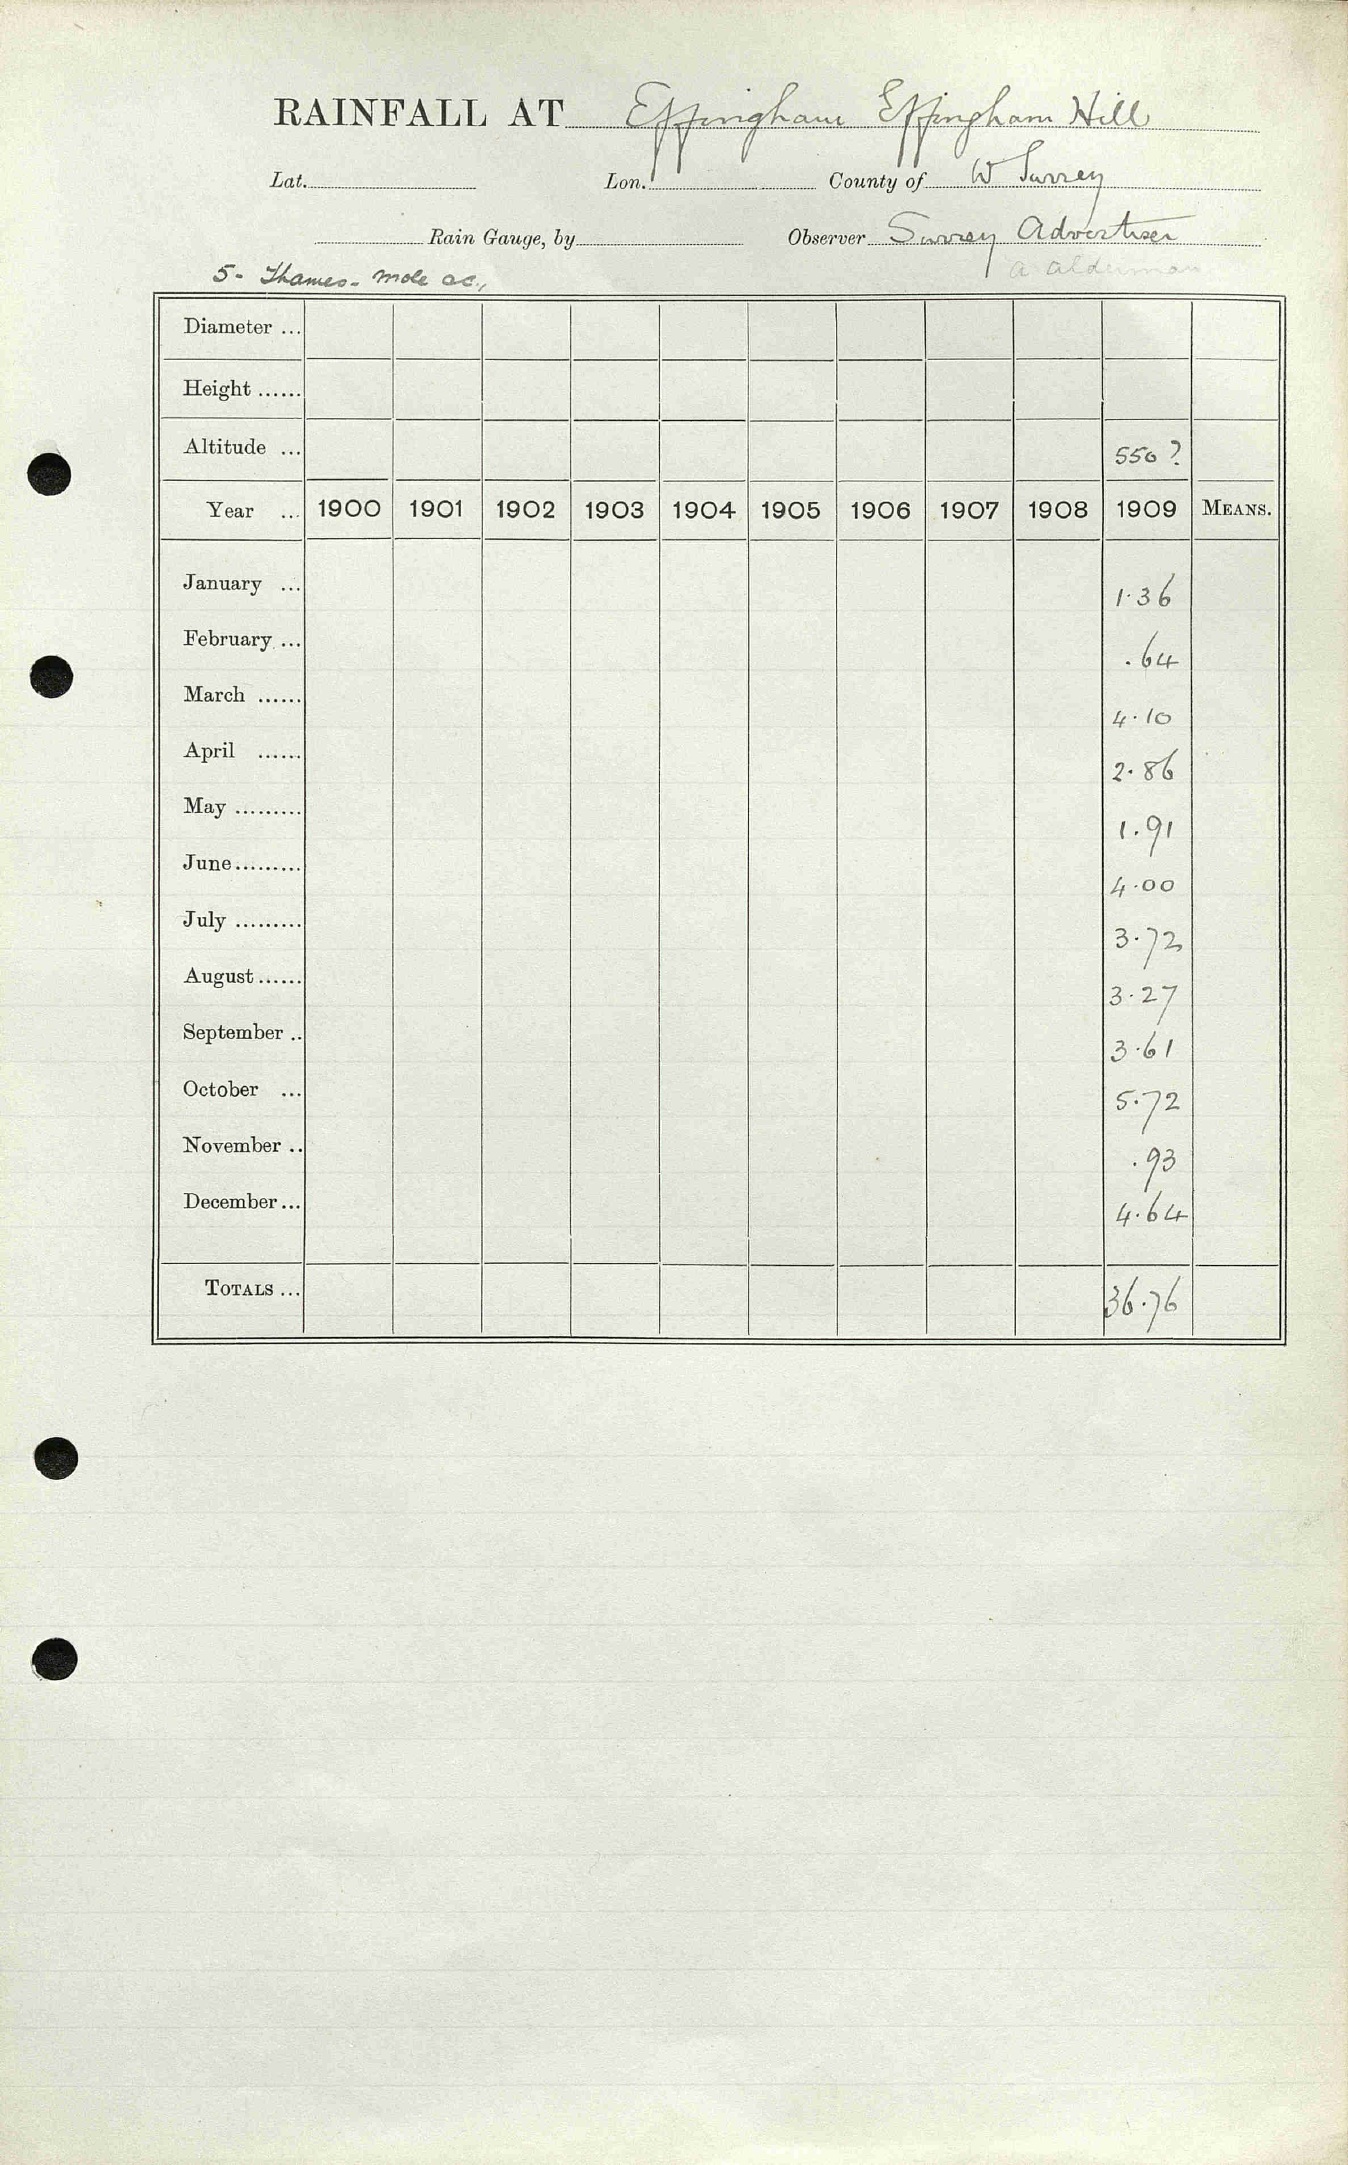 RAINFALL AT Effingham Effingham Hill
Lat. Lon. County of W Surrey
Rain Gauge, by Observer Surrey Advertiser
A Alderman
5- Thames- Mole &c.,
Diameter ...
Height ......
Altitude ... 550 ?
Year ... 1900 1901 1902 1903 1904 1905 1906 1907 1908 1909 MEANS.
January ... 1.36
February ... .64
March ...... 4.10
April ...... 2.86
May ......... 1.91
June ......... 4.00
July ......... 3.72
August ...... 3.27
September .. 3.61
October ... 5.72
November .. .93
December ... 4.64
TOTALS ... 36.76